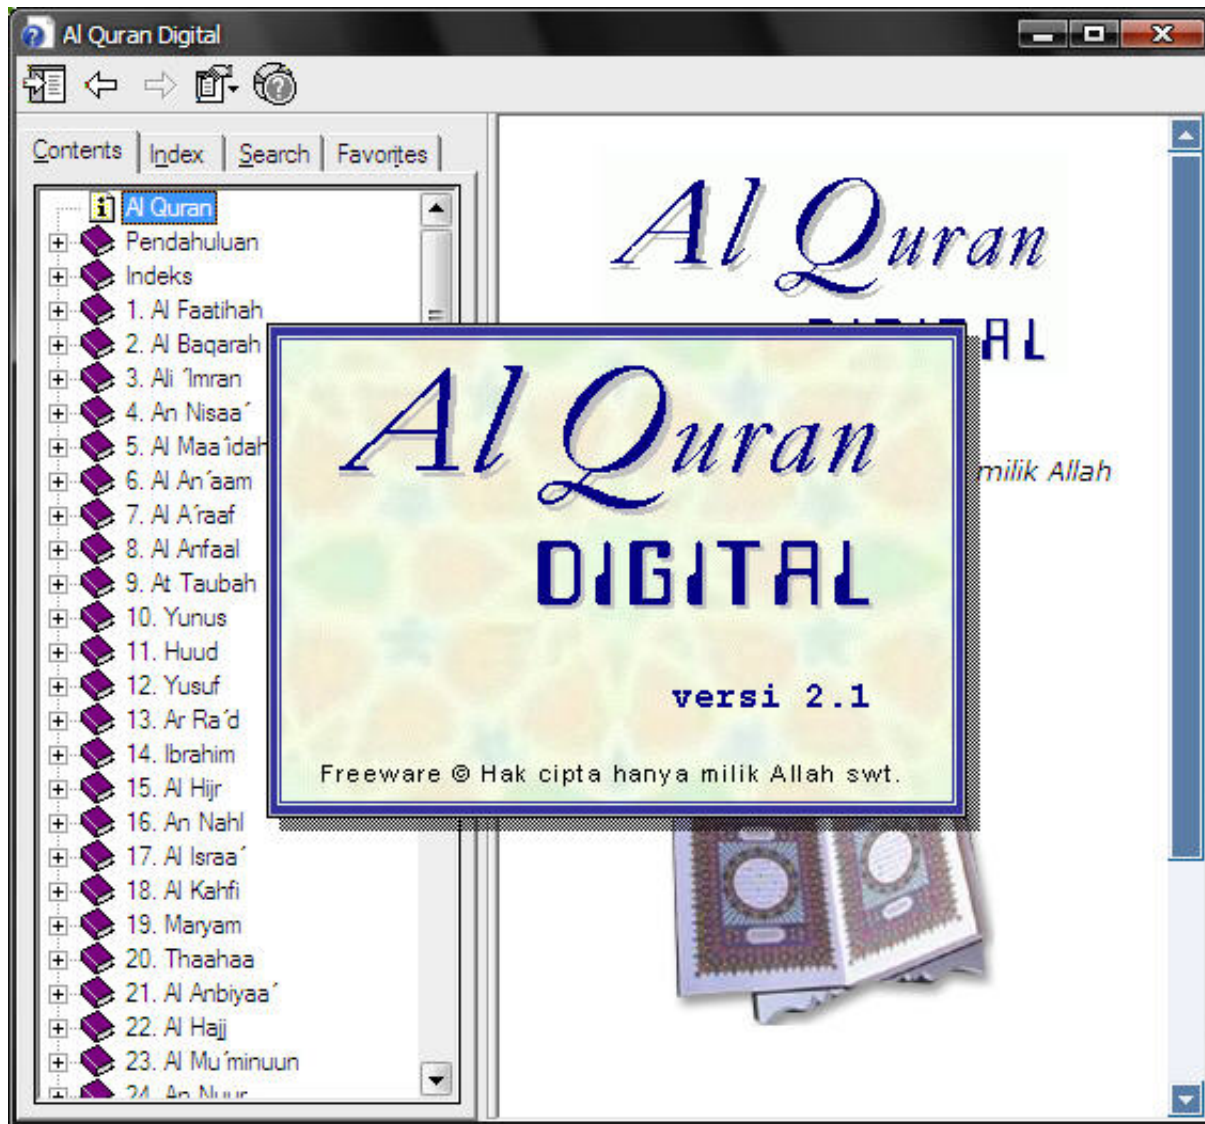 Al Quran Digital
Contents
Index
Search
Favorites
Al Quran
Pendahuluan
Indeks
1. Al Faatihah
2. Al Baqarah
3. Ali ´Imran
4. An Nisaa´
5. Al Maa´idah
6. Al An´aam
7. Al A´raaf
8. Al Anfaal
9. At Taubah
10. Yunus
11. Huud
12. Yusuf
13. Ar Ra´d
14. Ibrahim
15. Al Hijr
16. An Nahl
17. Al Israa´
18. Al Kahfi
19. Maryam
20. Thaahaa
21. Al Anbiyaa´
22. Al Hajj
23. Al Mu´minuun
24. An Nuur
Al Quran
DIGITAL
milik Allah
Al Quran
DIGITAL
versi 2.1
Freeware © Hak cipta hanya milik Allah swt.